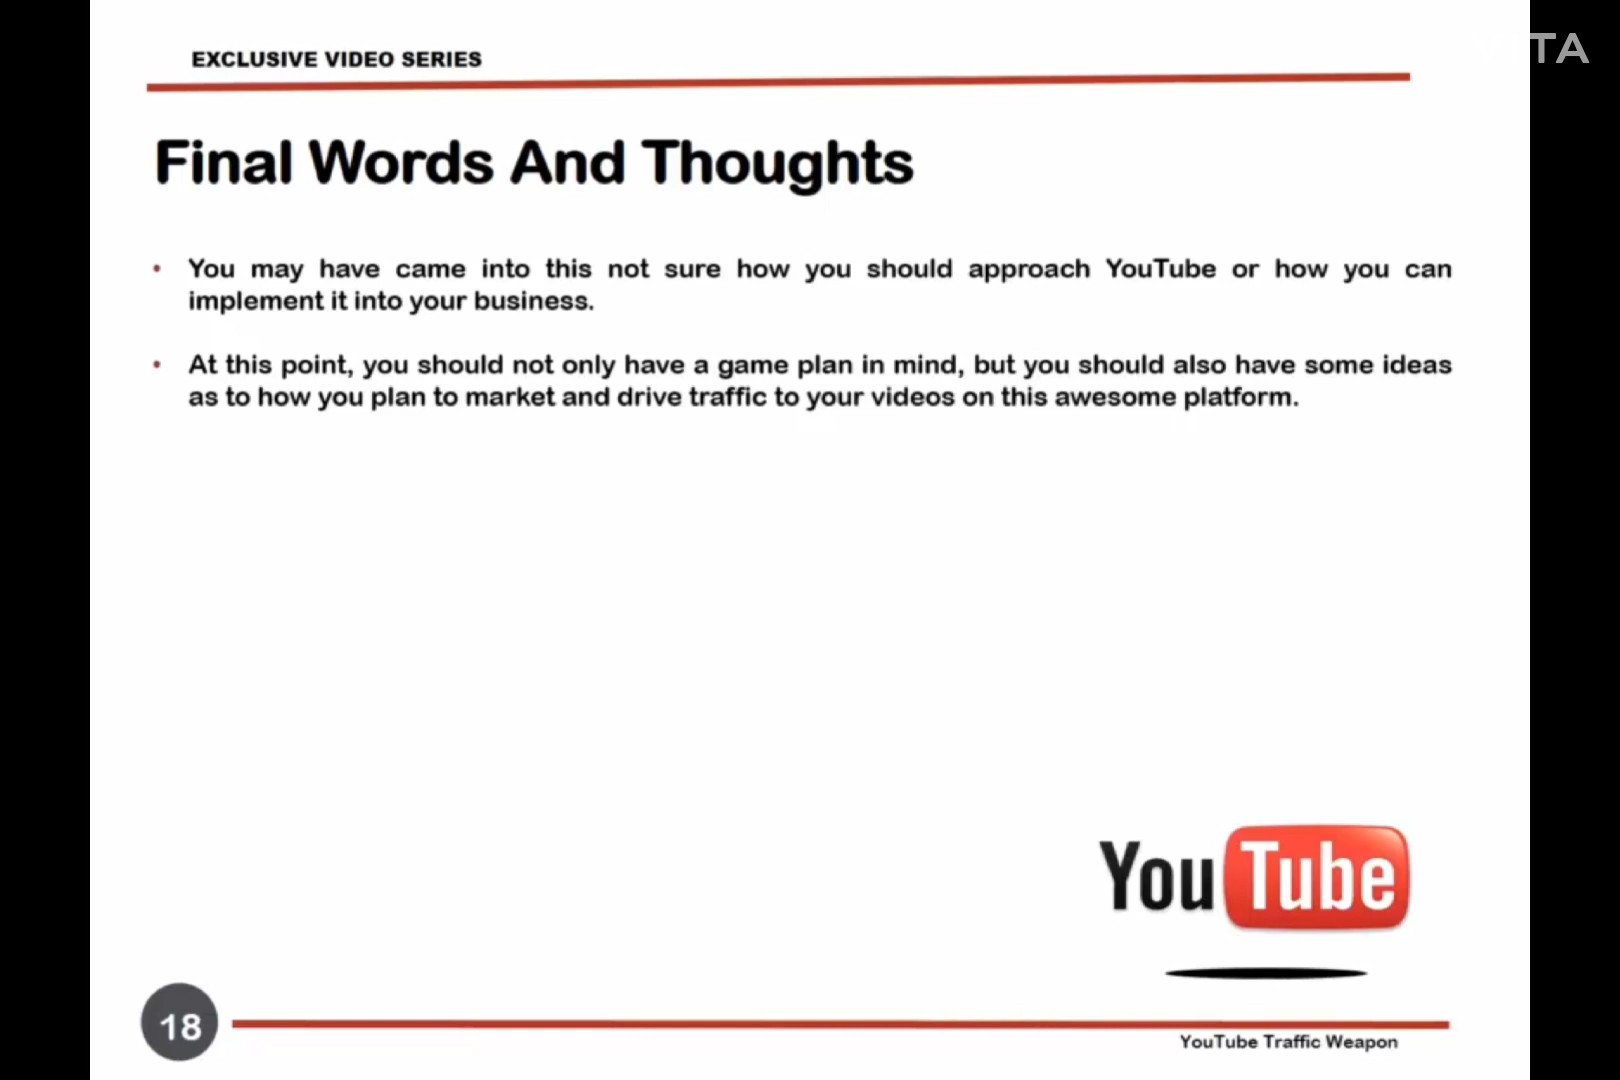 EXCLUSIVE VIDEO SERIES
TA
Final Words And Thoughts
• You may have came into this not sure how you should approach YouTube or how you can
implement it into your business.
• At this point, you should not only have a game plan in mind, but you should also have some ideas
as to how you plan to market and drive traffic to your videos on this awesome platform.
YouTube
18
YouTube Traffic Weapon